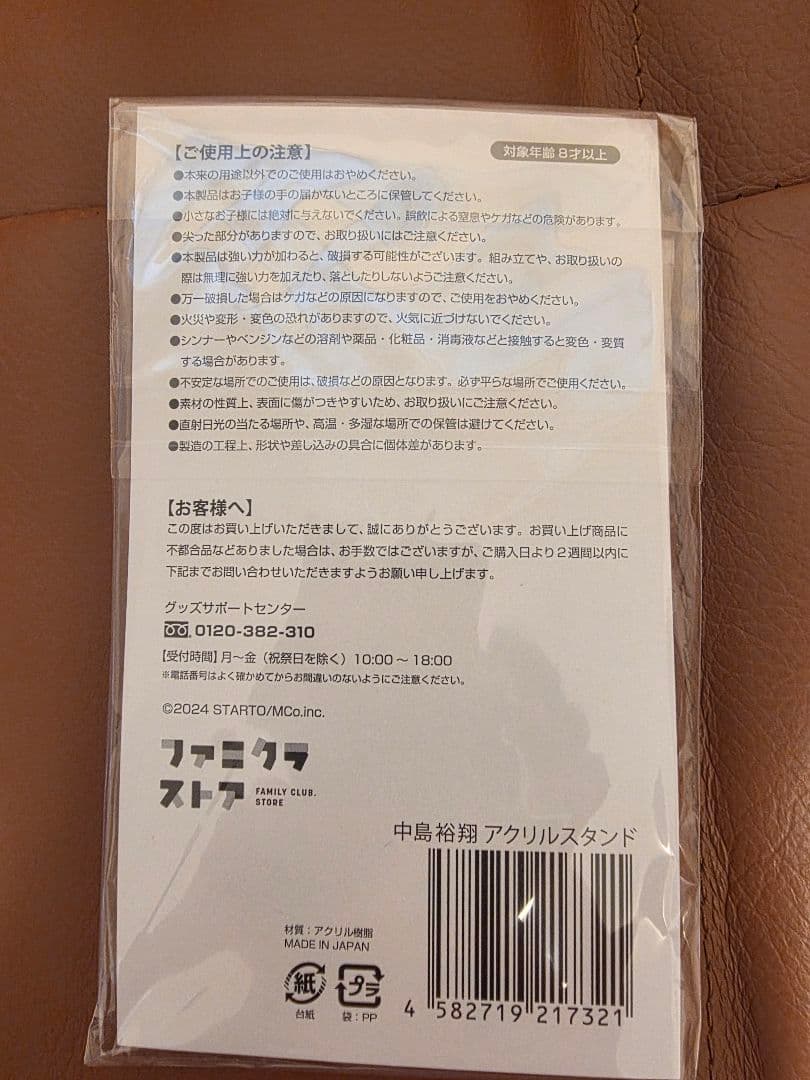 【ご使用上の注意】
対象年齢 8才以上
●本来の用途以外でのご使用はおやめください。
●本製品はお子様の手の届かないところに保管してください。
●小さなお子様には絶対に与えないでください。誤飲による窒息やケガなどの危険があります。
●尖った部分がありますので、お取り扱いにはご注意ください。
●本製品は強い力が加わると、破損する可能性がございます。組み立てや、お取り扱いの
際は無理に強い力を加えたり、落としたりしないようご注意ください。
●万一破損した場合はケガなどの原因になりますので、ご使用をおやめください。
●火災や変形・変色の恐れがありますので、火気に近づけないでください。
●シンナーやベンジンなどの溶剤や薬品・化粧品・消毒液などと接触すると変色・変質
する場合があります。
●不安定な場所でのご使用は、破損などの原因となります。必ず平らな場所でご使用ください。
●素材の性質上、表面に傷がつきやすいため、お取り扱いにご注意ください。
●直射日光の当たる場所や、高温・多湿な場所での保管は避けてください。
●製造の工程上、形状や差し込みの具合に個体差があります。
【お客様へ】
この度はお買い上げいただきまして、誠にありがとうございます。お買い上げ商品に
不都合品などありました場合は、お手数ではございますが、ご購入日より2週間以内に
下記までお問い合わせいただきますようお願い申し上げます。
グッズサポートセンター
0120-382-310
【受付時間】月〜金（祝祭日を除く）10:00 〜 18:00
※電話番号はよく確かめてからお間違いのないようにご注意ください。
©2024 STARTO/MCo.inc.
ファミクラ
ストア
FAMILY CLUB.
STORE
中島裕翔 アクリルスタンド
材質：アクリル樹脂
MADE IN JAPAN
紙
プラ
台紙
袋：PP
4 582719 217321